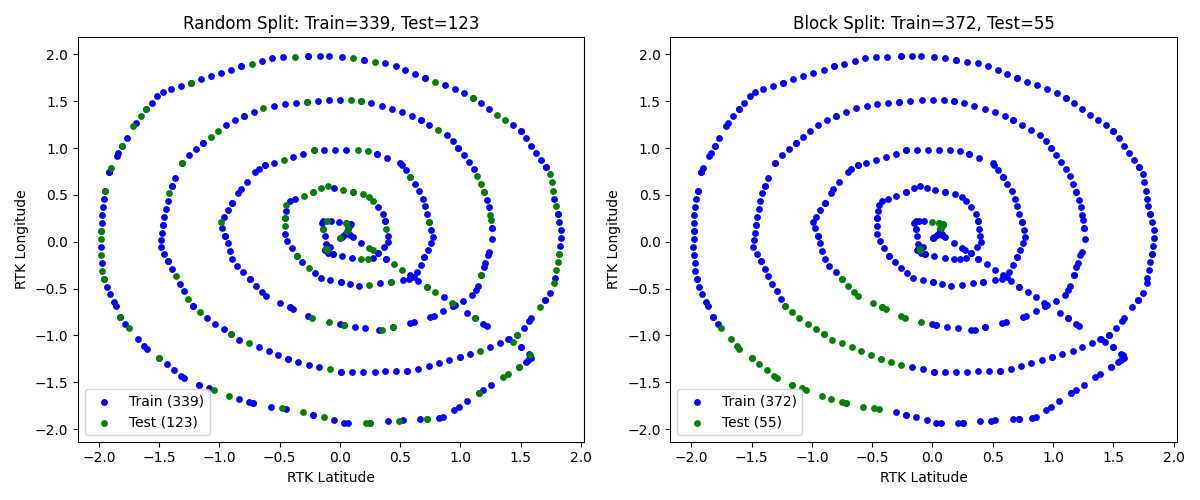 Random Split: Train=339, Test=123
2.0
1.5
1.0
0.5
0.0
−0.5
−1.0
−1.5
−2.0
RTK Longitude
Train (339)
Test (123)
−2.0 −1.5 −1.0 −0.5 0.0 0.5 1.0 1.5 2.0
RTK Latitude
Block Split: Train=372, Test=55
2.0
1.5
1.0
0.5
0.0
−0.5
−1.0
−1.5
−2.0
RTK Longitude
Train (372)
Test (55)
−2.0 −1.5 −1.0 −0.5 0.0 0.5 1.0 1.5 2.0
RTK Latitude